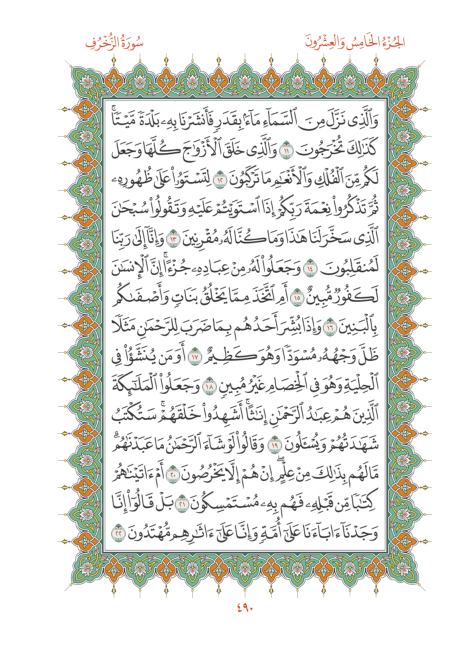 الجُزْءُ الخَامِسُ وَالعِشْرُونَ
سُورَةُ الزُّخْرُفِ
وَٱلَّذِى نَزَّلَ مِنَ ٱلسَّمَآءِ مَآءَۢ بِقَدَرٍ فَأَنشَرْنَا بِهِۦ بَلْدَةً مَّيْتًاۚ
كَذَٰلِكَ تُخْرَجُونَ ١١ وَٱلَّذِى خَلَقَ ٱلْأَزْوَٰجَ كُلَّهَا وَجَعَلَ
لَكُم مِّنَ ٱلْفُلْكِ وَٱلْأَنْعَٰمِ مَا تَرْكَبُونَ ١٢ لِتَسْتَوُۥا۟ عَلَىٰ ظُهُورِهِۦ
ثُمَّ تَذْكُرُوا۟ نِعْمَةَ رَبِّكُمْ إِذَا ٱسْتَوَيْتُمْ عَلَيْهِ وَتَقُولُوا۟ سُبْحَٰنَ
ٱلَّذِى سَخَّرَ لَنَا هَٰذَا وَمَا كُنَّا لَهُۥ مُقْرِنِينَ ١٣ وَإِنَّآ إِلَىٰ رَبِّنَا
لَمُنقَلِبُونَ ١٤ وَجَعَلُوا۟ لَهُۥ مِنْ عِبَادِهِۦ جُزْءًاۚ إِنَّ ٱلْإِنسَٰنَ
لَكَفُورٌ مُّبِينٌ ١٥ أَمِ ٱتَّخَذَ مِمَّا يَخْلُقُ بَنَاتٍ وَأَصْفَىٰكُم
بِٱلْبَنِينَ ١٦ وَإِذَا بُشِّرَ أَحَدُهُم بِمَا ضَرَبَ لِلرَّحْمَٰنِ مَثَلًا
ظَلَّ وَجْهُهُۥ مُسْوَدًّا وَهُوَ كَظِيمٌ ١٧ أَوَمَن يُنَشَّؤُا۟ فِى
ٱلْحِلْيَةِ وَهُوَ فِى ٱلْخِصَامِ غَيْرُ مُبِينٍ ١٨ وَجَعَلُوا۟ ٱلْمَلَٰٓئِكَةَ
ٱلَّذِينَ هُمْ عِبَٰدُ ٱلرَّحْمَٰنِ إِنَٰثًاۚ أَشَهِدُوا۟ خَلْقَهُمْۚ سَتُكْتَبُ
شَهَٰدَتُهُمْ وَيُسْـَٔلُونَ ١٩ وَقَالُوا۟ لَوْ شَآءَ ٱلرَّحْمَٰنُ مَا عَبَدْنَٰهُمۗ
مَّا لَهُم بِذَٰلِكَ مِنْ عِلْمٍۖ إِنْ هُمْ إِلَّا يَخْرُصُونَ ٢٠ أَمْ ءَاتَيْنَٰهُمْ
كِتَٰبًا مِّن قَبْلِهِۦ فَهُم بِهِۦ مُسْتَمْسِكُونَ ٢١ بَلْ قَالُوٓا۟ إِنَّا
وَجَدْنَآ ءَابَآءَنَا عَلَىٰٓ أُمَّةٍ وَإِنَّا عَلَىٰٓ ءَاثَٰرِهِم مُّهْتَدُونَ ٢٢
٤٩٠